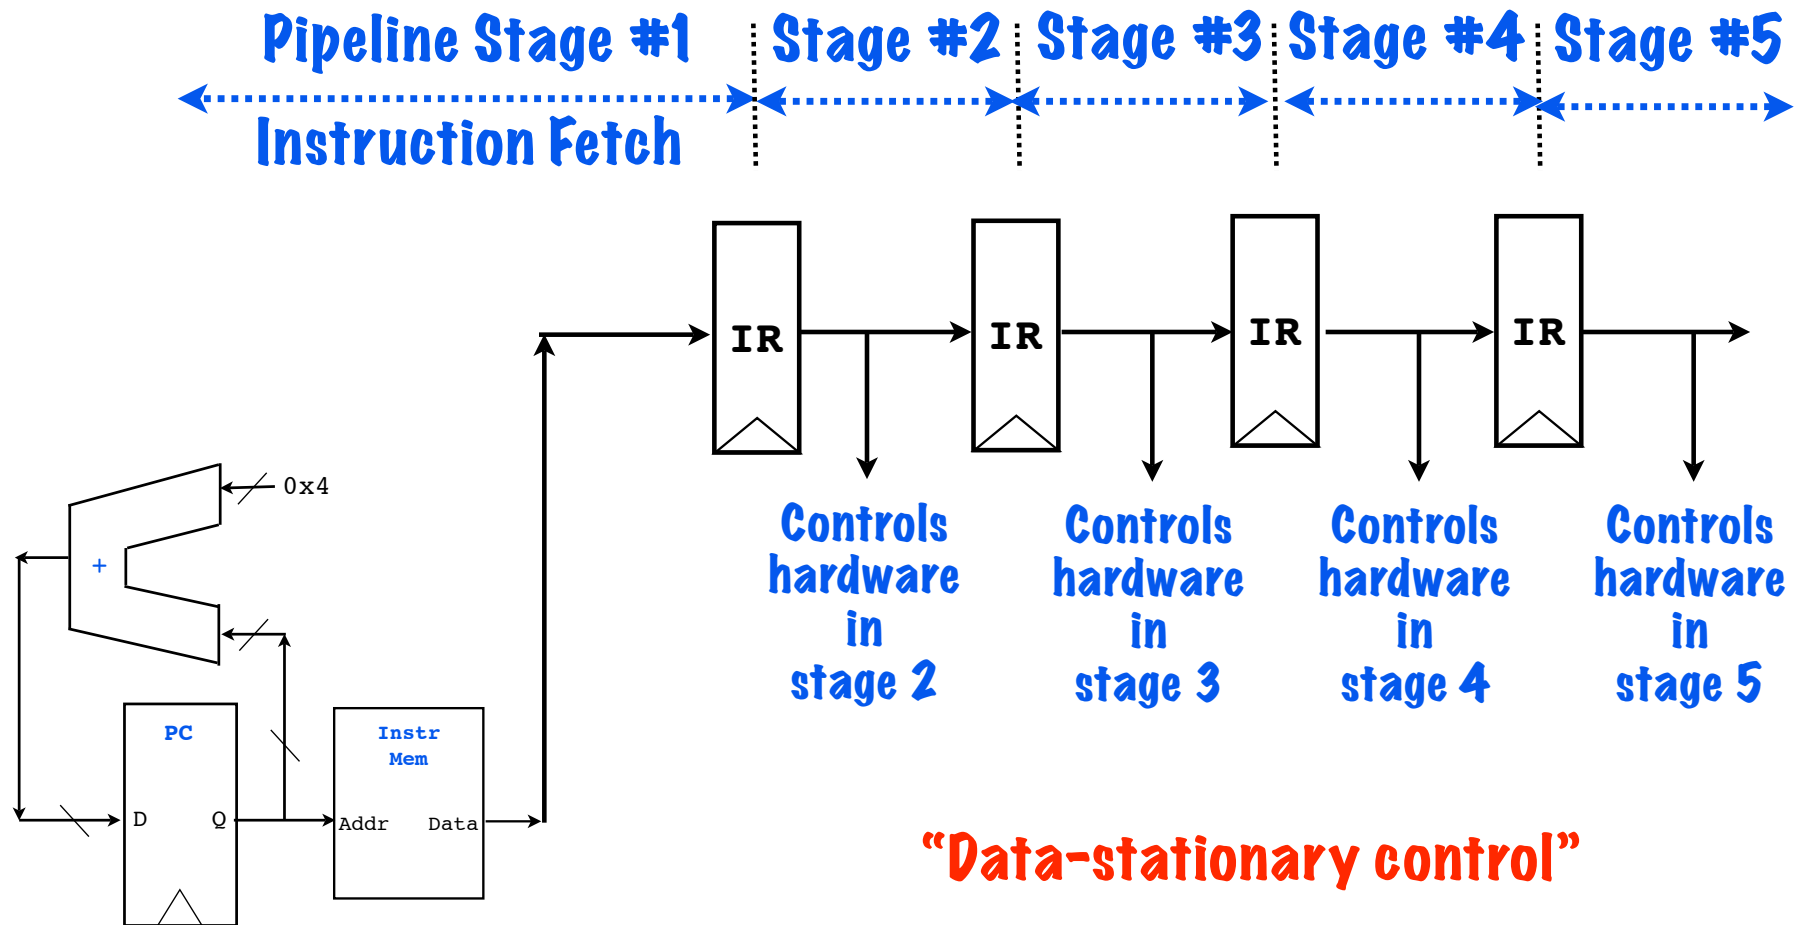 Pipeline Stage #1
Stage #2
Stage #3
Stage #4
Stage #5
Instruction Fetch
IR
IR
IR
IR
0x4
+
Controls
hardware
in
stage 2
Controls
hardware
in
stage 3
Controls
hardware
in
stage 4
Controls
hardware
in
stage 5
PC
D
Q
Instr
Mem
Addr
Data
“Data-stationary control”